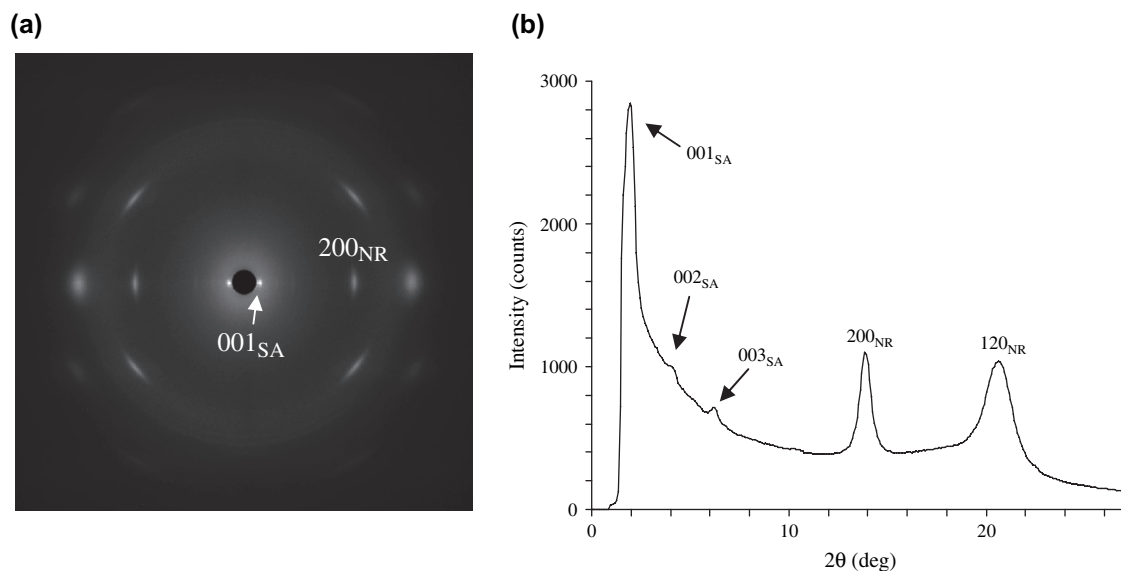 (a)
200NR
001SA
(b)
3000
2000
1000
0
Intensity (counts)
001SA
002SA
003SA
200NR
120NR
0
10
20
2θ (deg)